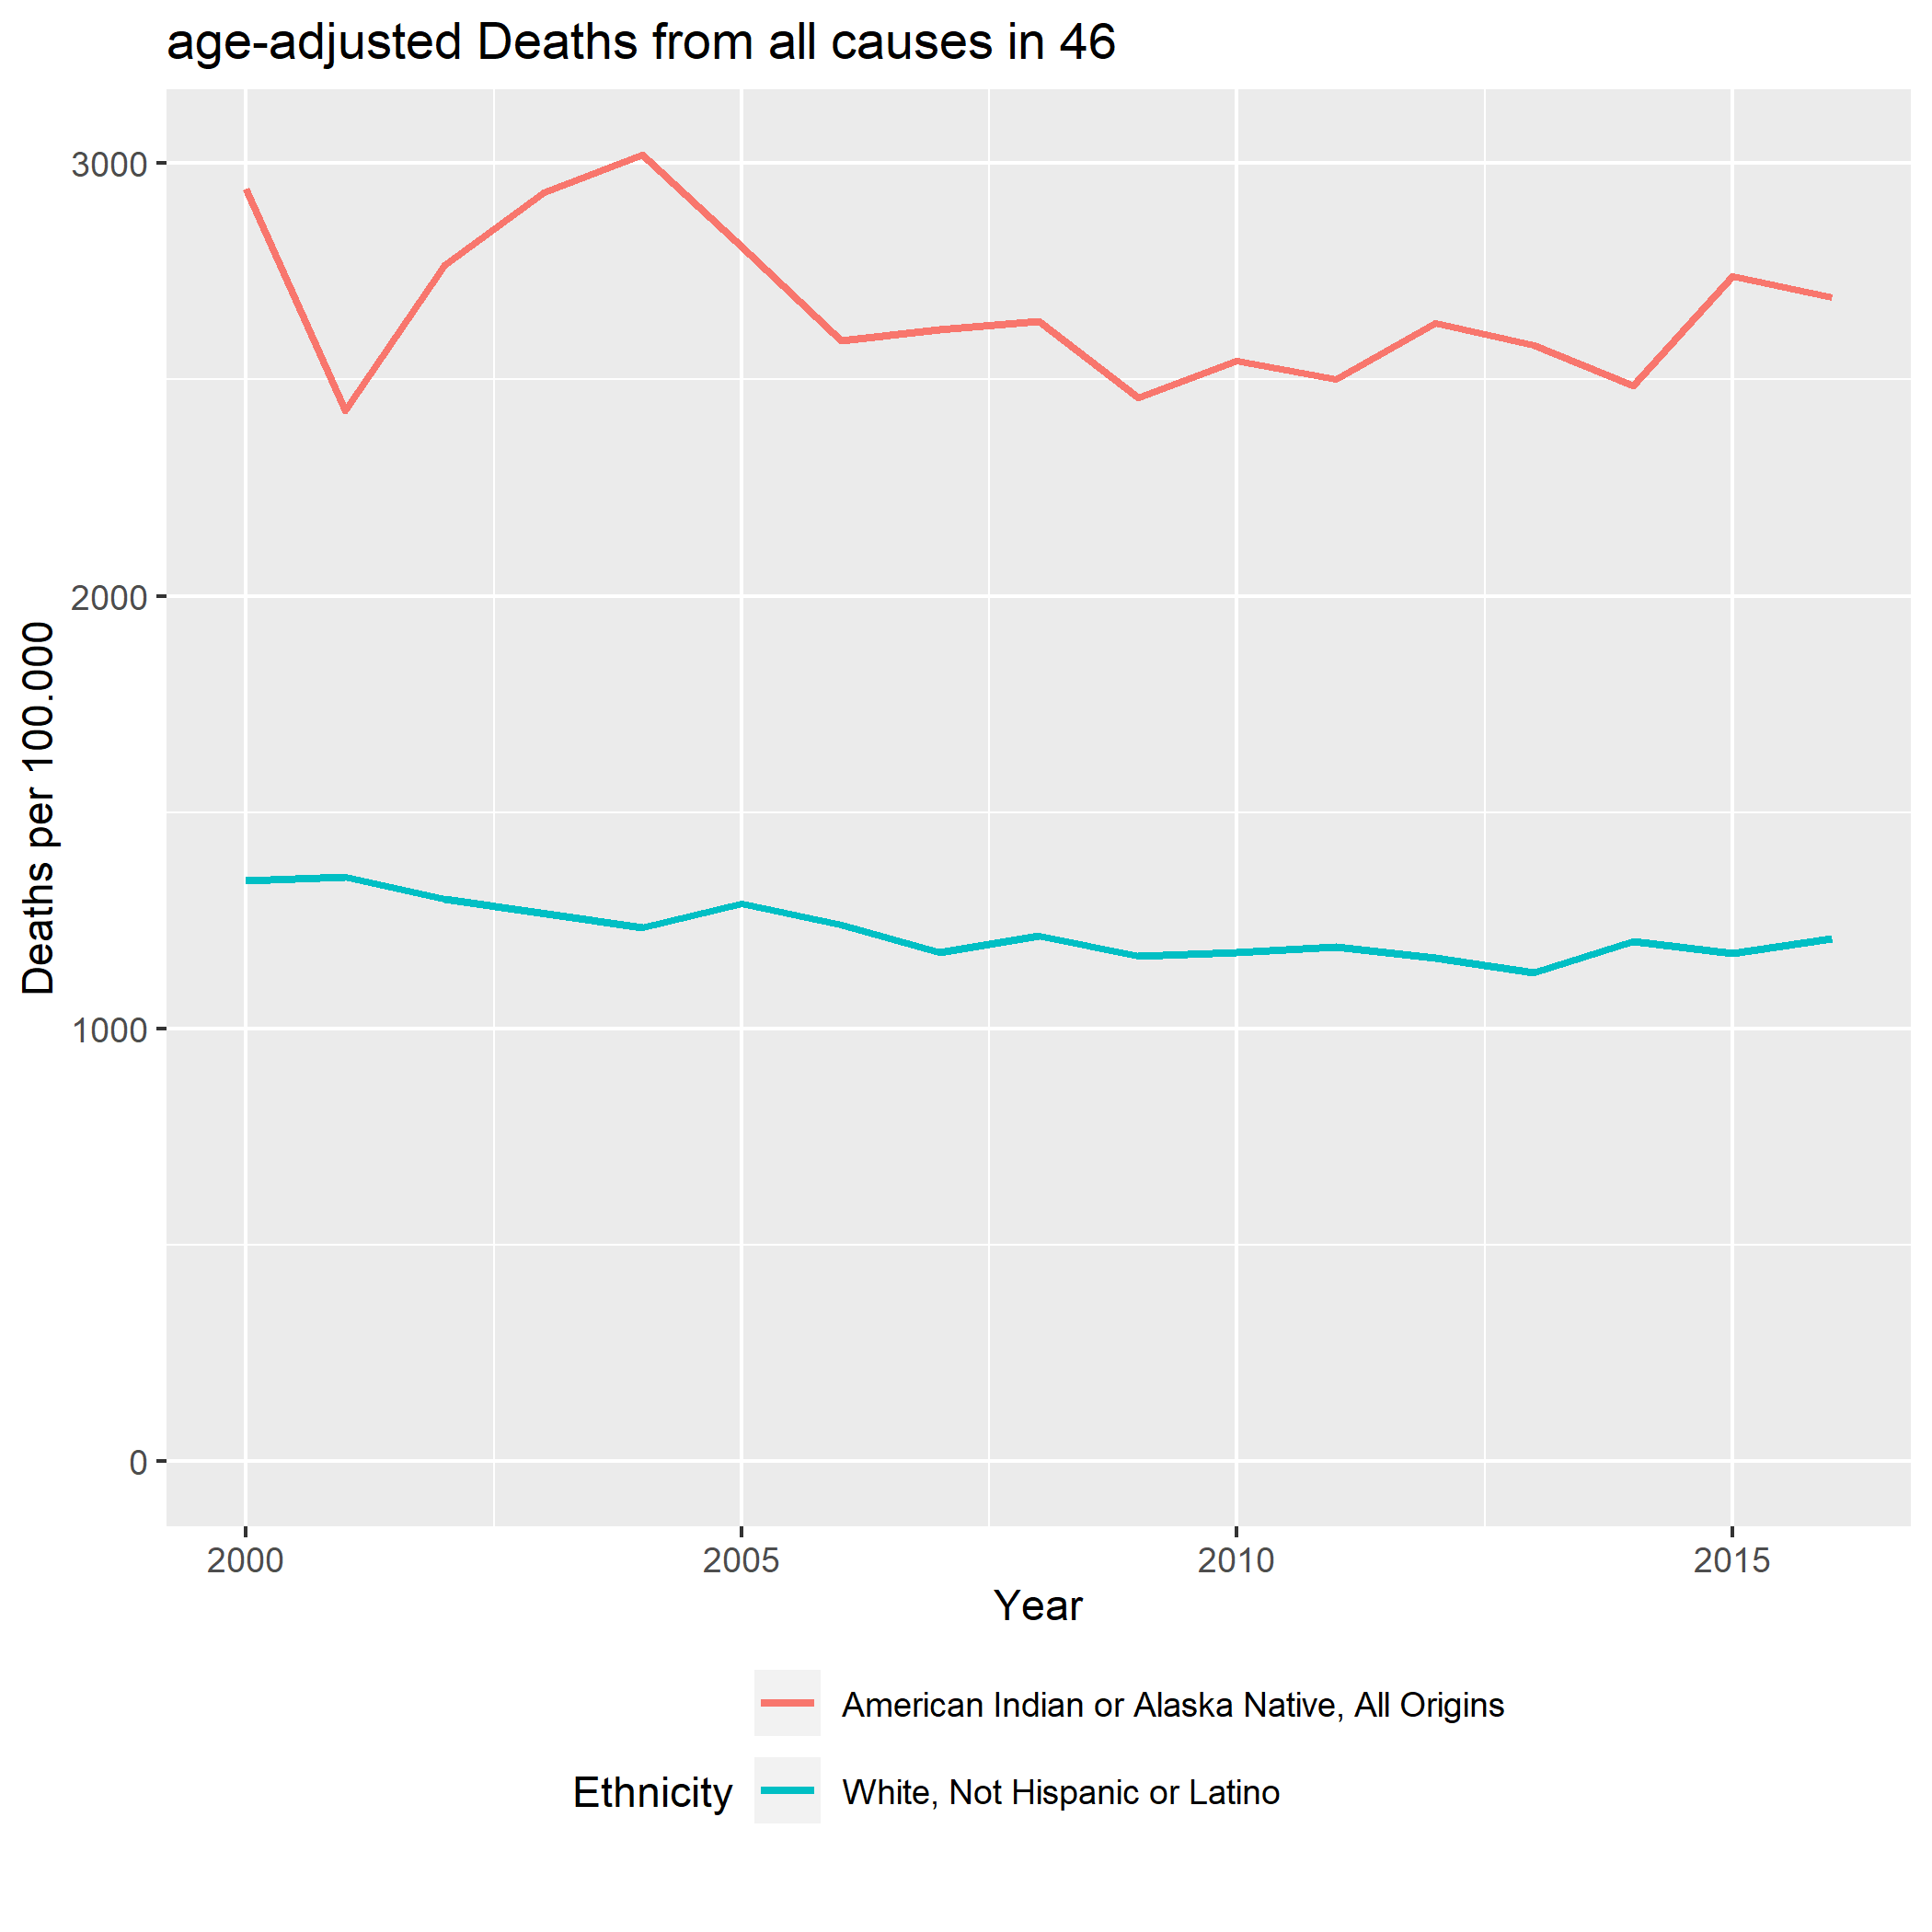 age-adjusted Deaths from all causes in 46
Deaths per 100.000
3000
2000
1000
0
2000 2005 2010 2015
Year
Ethnicity
American Indian or Alaska Native, All Origins
White, Not Hispanic or Latino